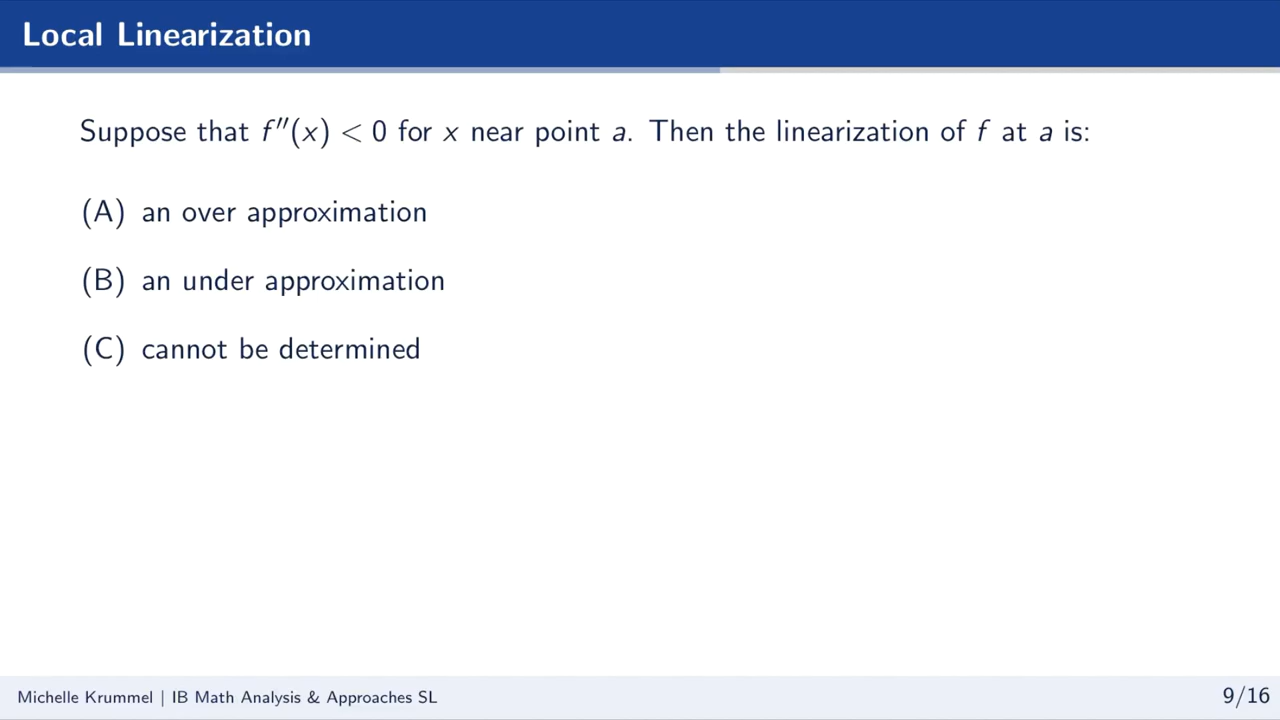 Local Linearization
Suppose that f″(x) < 0 for x near point a. Then the linearization of f at a is:
(A) an over approximation
(B) an under approximation
(C) cannot be determined
Michelle Krummel | IB Math Analysis & Approaches SL
9/16